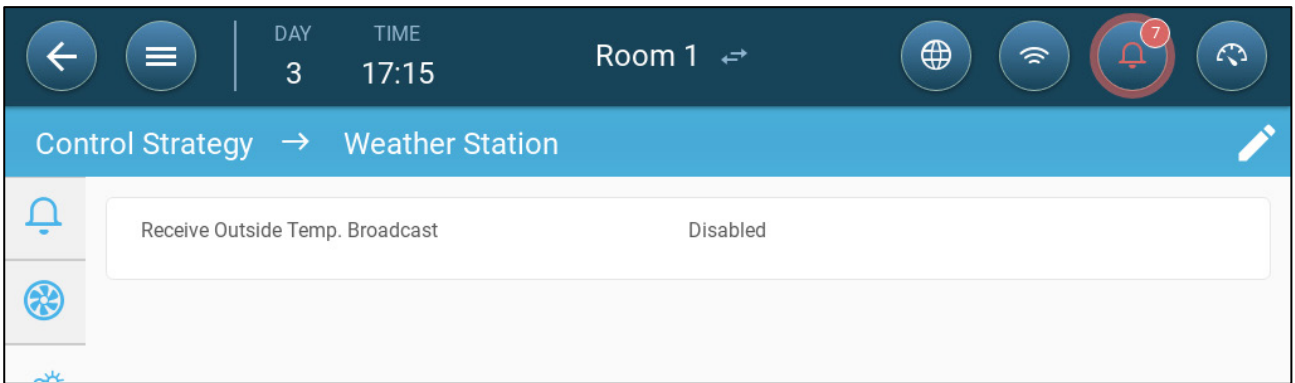 DAY TIME
3 17:15
Room 1
7
Control Strategy → Weather Station
Receive Outside Temp. Broadcast Disabled